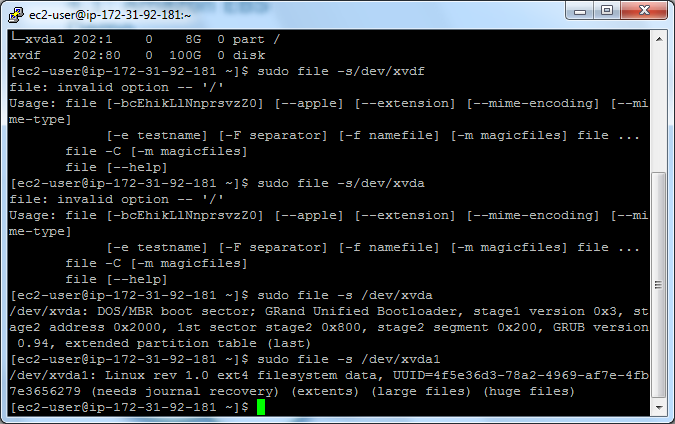 ec2-user@ip-172-31-92-181:~
└─xvda1 202:1    0    8G  0 part /
xvdf    202:80   0  100G  0 disk
[ec2-user@ip-172-31-92-181 ~]$ sudo file -s/dev/xvdf
file: invalid option -- '/'
Usage: file [-bcEhikLlNnprsvzZ0] [--apple] [--extension] [--mime-encoding] [--mi
me-type]
            [-e testname] [-F separator] [-f namefile] [-m magicfiles] file ...
       file -C [-m magicfiles]
       file [--help]
[ec2-user@ip-172-31-92-181 ~]$ sudo file -s/dev/xvda
file: invalid option -- '/'
Usage: file [-bcEhikLlNnprsvzZ0] [--apple] [--extension] [--mime-encoding] [--mi
me-type]
            [-e testname] [-F separator] [-f namefile] [-m magicfiles] file ...
       file -C [-m magicfiles]
       file [--help]
[ec2-user@ip-172-31-92-181 ~]$ sudo file -s /dev/xvda
/dev/xvda: DOS/MBR boot sector; GRand Unified Bootloader, stage1 version 0x3, st
age2 address 0x2000, 1st sector stage2 0x800, stage2 segment 0x200, GRUB version
 0.94, extended partition table (last)
[ec2-user@ip-172-31-92-181 ~]$ sudo file -s /dev/xvda1
/dev/xvda1: Linux rev 1.0 ext4 filesystem data, UUID=4f5e36d3-78a2-4969-af7e-4fb
7e3656279 (needs journal recovery) (extents) (large files) (huge files)
[ec2-user@ip-172-31-92-181 ~]$